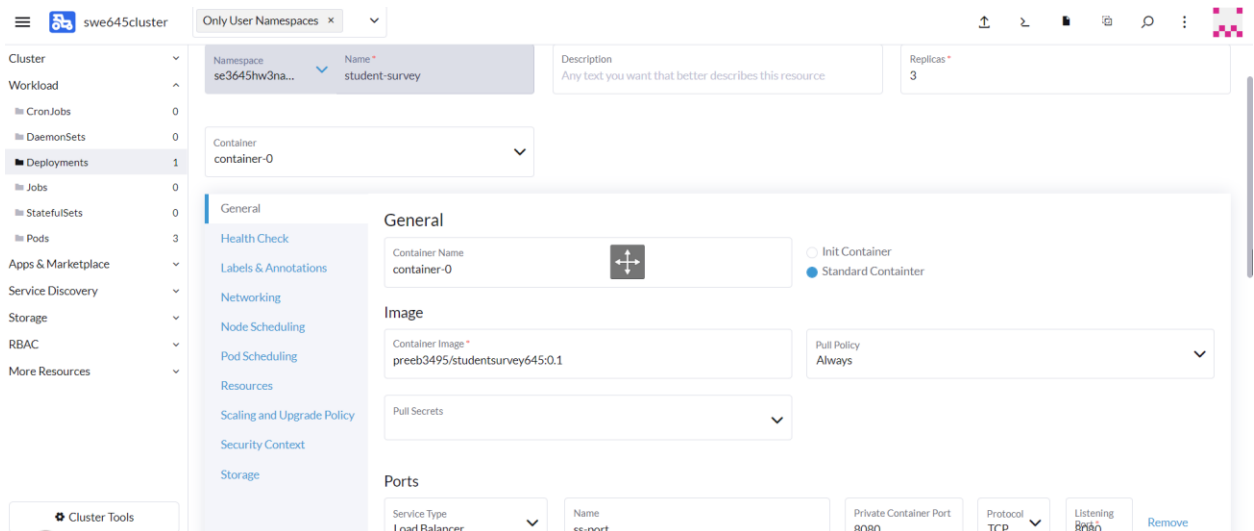 swe645cluster
Only User Namespaces ×
Cluster
Workload
CronJobs 0
DaemonSets 0
Deployments 1
Jobs 0
StatefulSets 0
Pods 3
Apps & Marketplace
Service Discovery
Storage
RBAC
More Resources
Cluster Tools
Namespace
se3645hw3na...
Name *
student-survey
Description
Any text you want that better describes this resource
Replicas *
3
Container
container-0
General
Health Check
Labels & Annotations
Networking
Node Scheduling
Pod Scheduling
Resources
Scaling and Upgrade Policy
Security Context
Storage
General
Container Name
container-0
Init Container
Standard Containter
Image
Container Image *
preeb3495/studentsurvey645:0.1
Pull Policy
Always
Pull Secrets
Ports
Service Type
Load Balancer
Name
ss-port
Private Container Port
8080
Protocol
TCP
Listening
Port *
8080
Remove